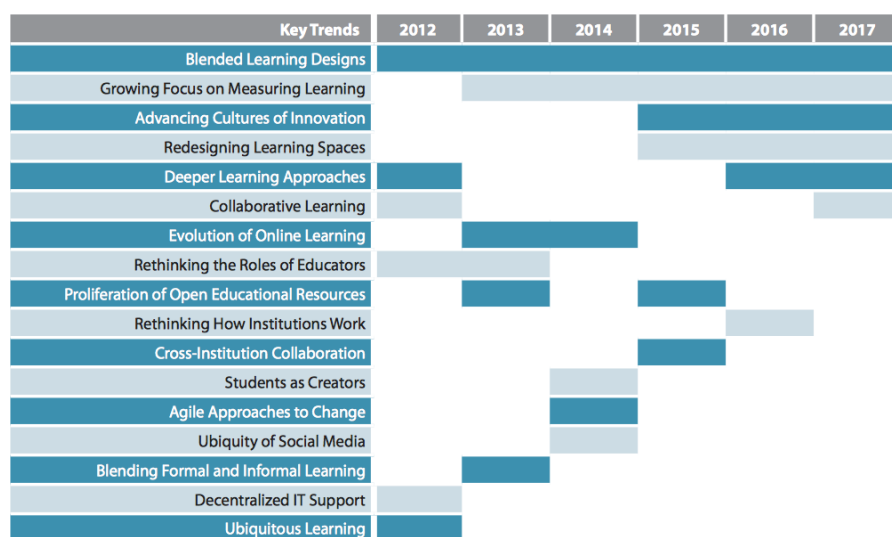 Key Trends 2012 2013 2014 2015 2016 2017
Blended Learning Designs
Growing Focus on Measuring Learning
Advancing Cultures of Innovation
Redesigning Learning Spaces
Deeper Learning Approaches
Collaborative Learning
Evolution of Online Learning
Rethinking the Roles of Educators
Proliferation of Open Educational Resources
Rethinking How Institutions Work
Cross-Institution Collaboration
Students as Creators
Agile Approaches to Change
Ubiquity of Social Media
Blending Formal and Informal Learning
Decentralized IT Support
Ubiquitous Learning